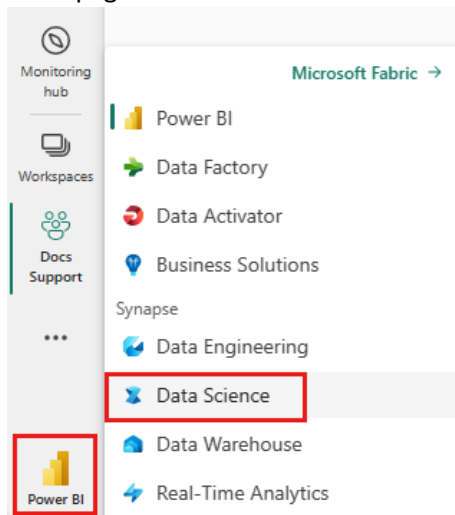 Monitoring
hub
Workspaces
Docs
Support
Power BI
Microsoft Fabric →
Power BI
Data Factory
Data Activator
Business Solutions
Synapse
Data Engineering
Data Science
Data Warehouse
Real-Time Analytics